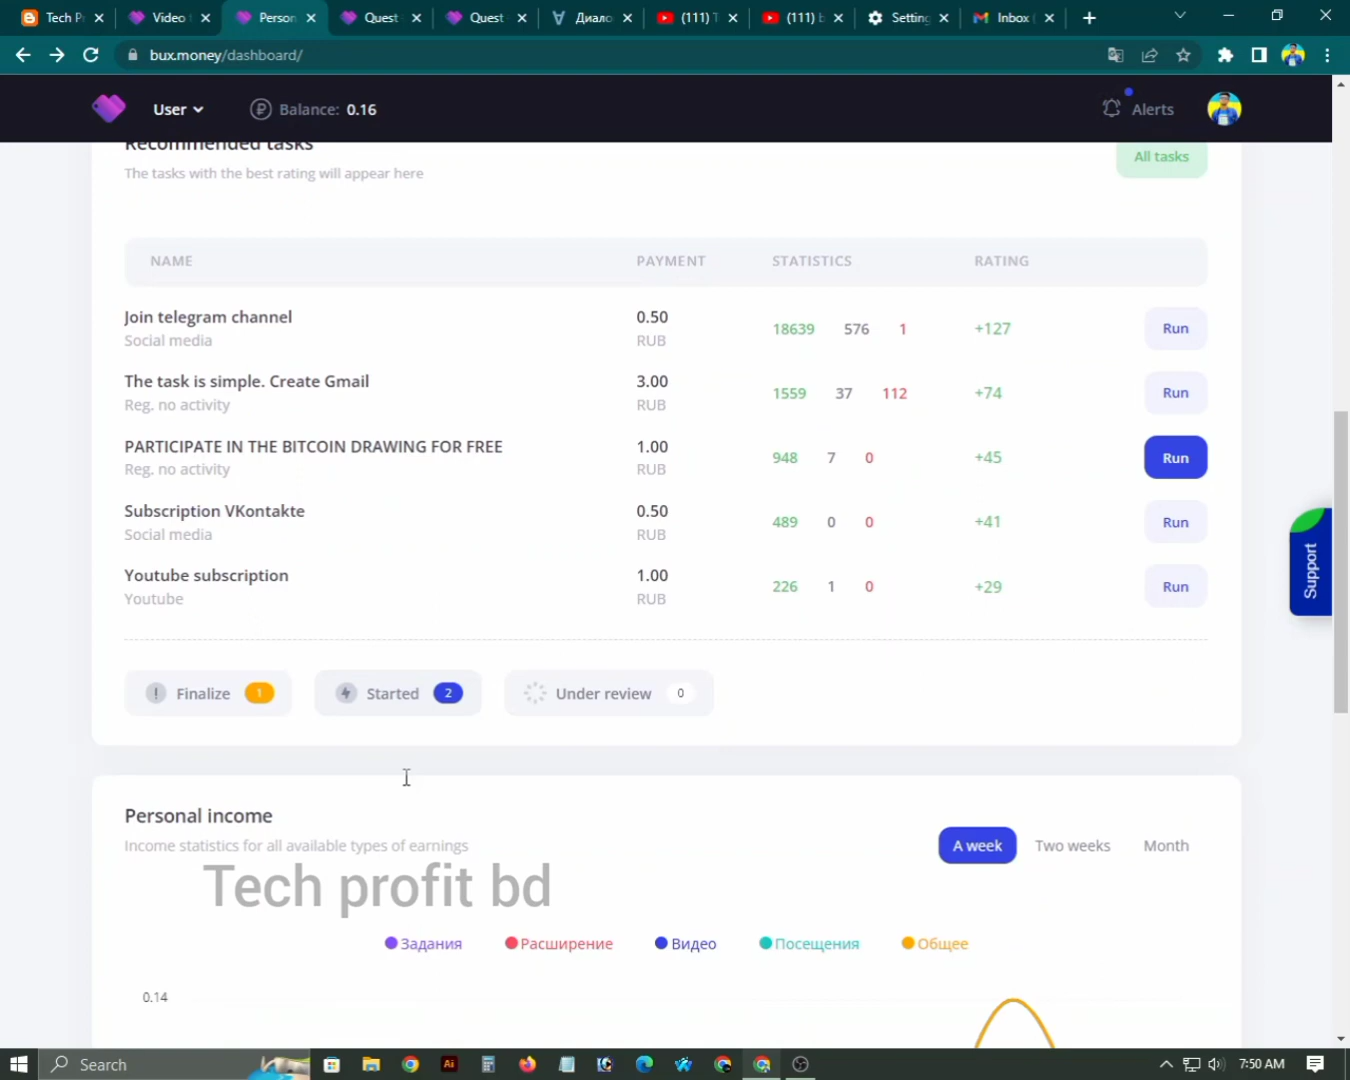 Tech P
Video
Person
Quest
Quest
Диало
(111) T
(111) b
Setting
Inbox
bux.money/dashboard/
User
Balance: 0.16
Alerts
Recommended tasks
The tasks with the best rating will appear here
All tasks
NAME PAYMENT STATISTICS RATING
Join telegram channel 0.50 18639 576 1 +127 Run
Social media RUB
The task is simple. Create Gmail 3.00 1559 37 112 +74 Run
Reg. no activity RUB
PARTICIPATE IN THE BITCOIN DRAWING FOR FREE 1.00 948 7 0 +45 Run
Reg. no activity RUB
Subscription VKontakte 0.50 489 0 0 +41 Run
Social media RUB
Youtube subscription 1.00 226 1 0 +29 Run
Youtube RUB
Support
Finalize 1 Started 2 Under review 0
Personal income
Income statistics for all available types of earnings
A week Two weeks Month
Tech profit bd
Задания Расширение Видео Посещения Общее
0.14
Search
7:50 AM